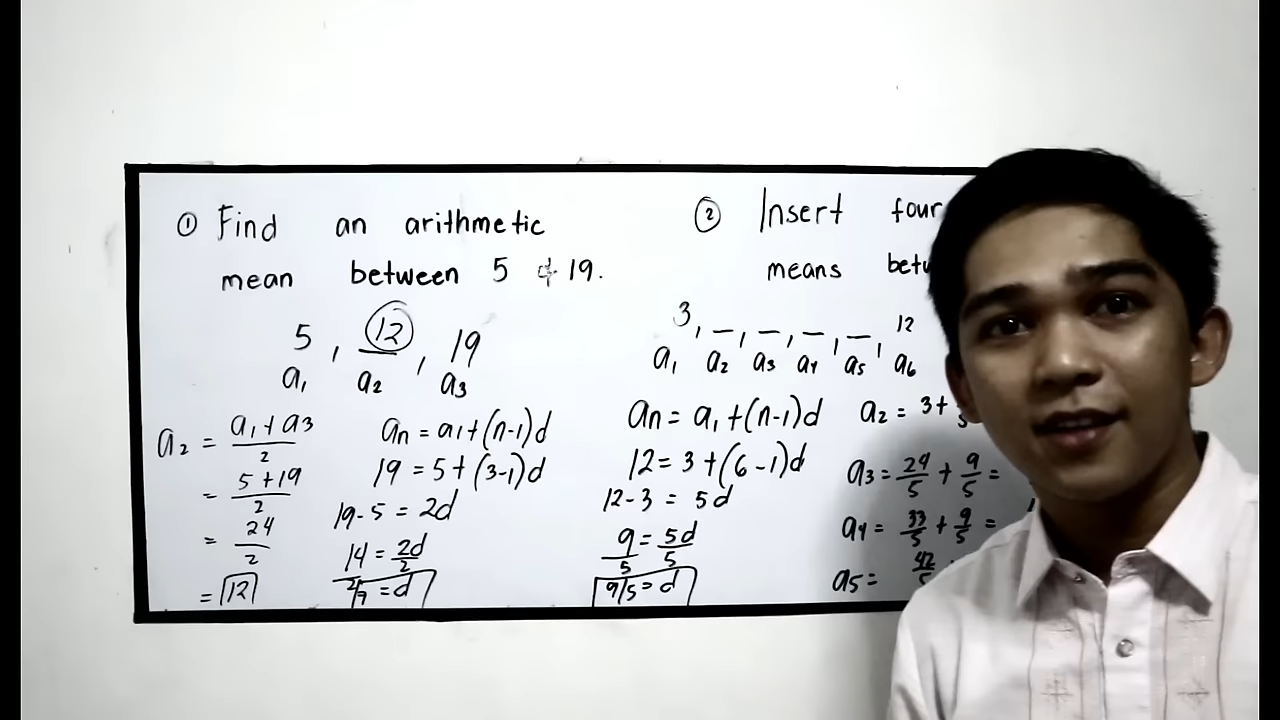 ① Find an arithmetic
mean between 5 & 19.
5 , 12 , 19
a₁ a₂ a₃
a₂ = a₁ + a₃ / 2
= 5 + 19 / 2
= 24 / 2
= 12
an = a₁ + (n-1)d
19 = 5 + (3-1)d
19 - 5 = 2d
14 = 2d / 2
7 = d
② Insert four
means
3, _, _, _, _, 12
a₁ a₂ a₃ a₄ a₅ a₆
an = a₁ + (n-1)d
12 = 3 + (6-1)d
12 - 3 = 5d
9 / 5 = 5d / 5
9/5 = d
a₂ = 3 +
a₃ = 24/5 + 9/5 =
a₄ = 33/5 + 9/5 =
a₅ = 42/5